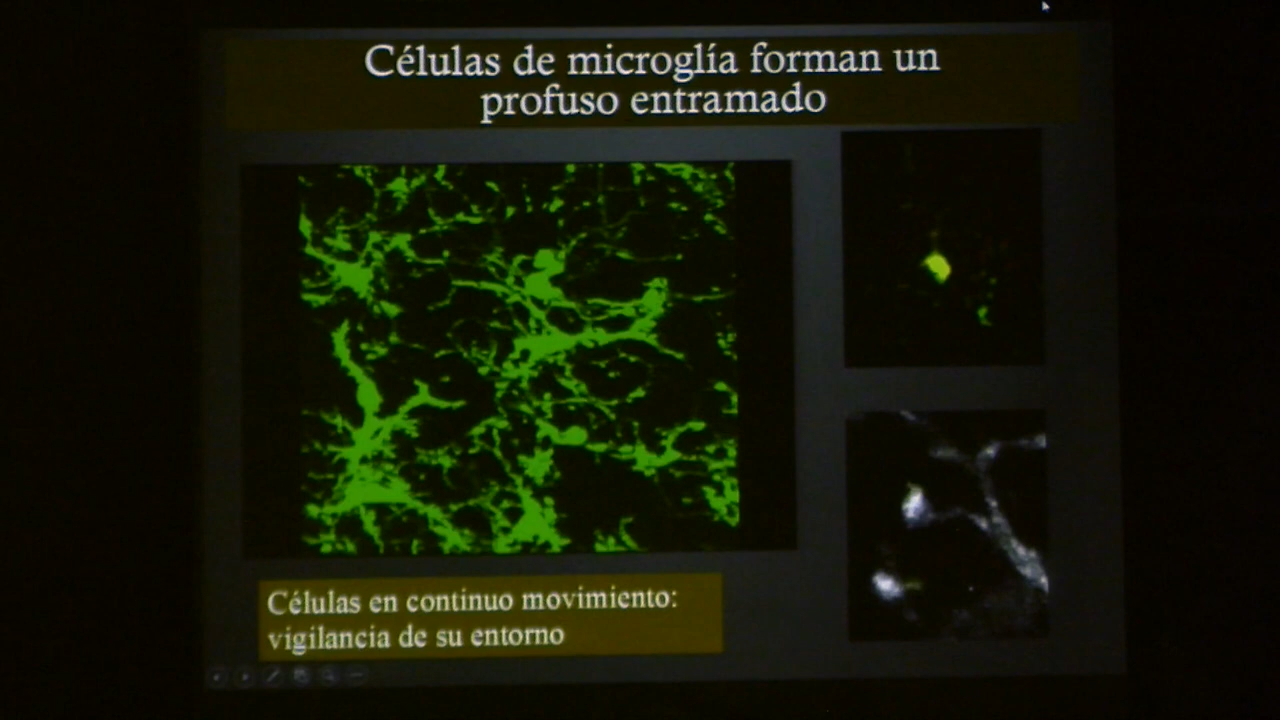 Células de microglía forman un
profuso entramado
Células en continuo movimiento:
vigilancia de su entorno